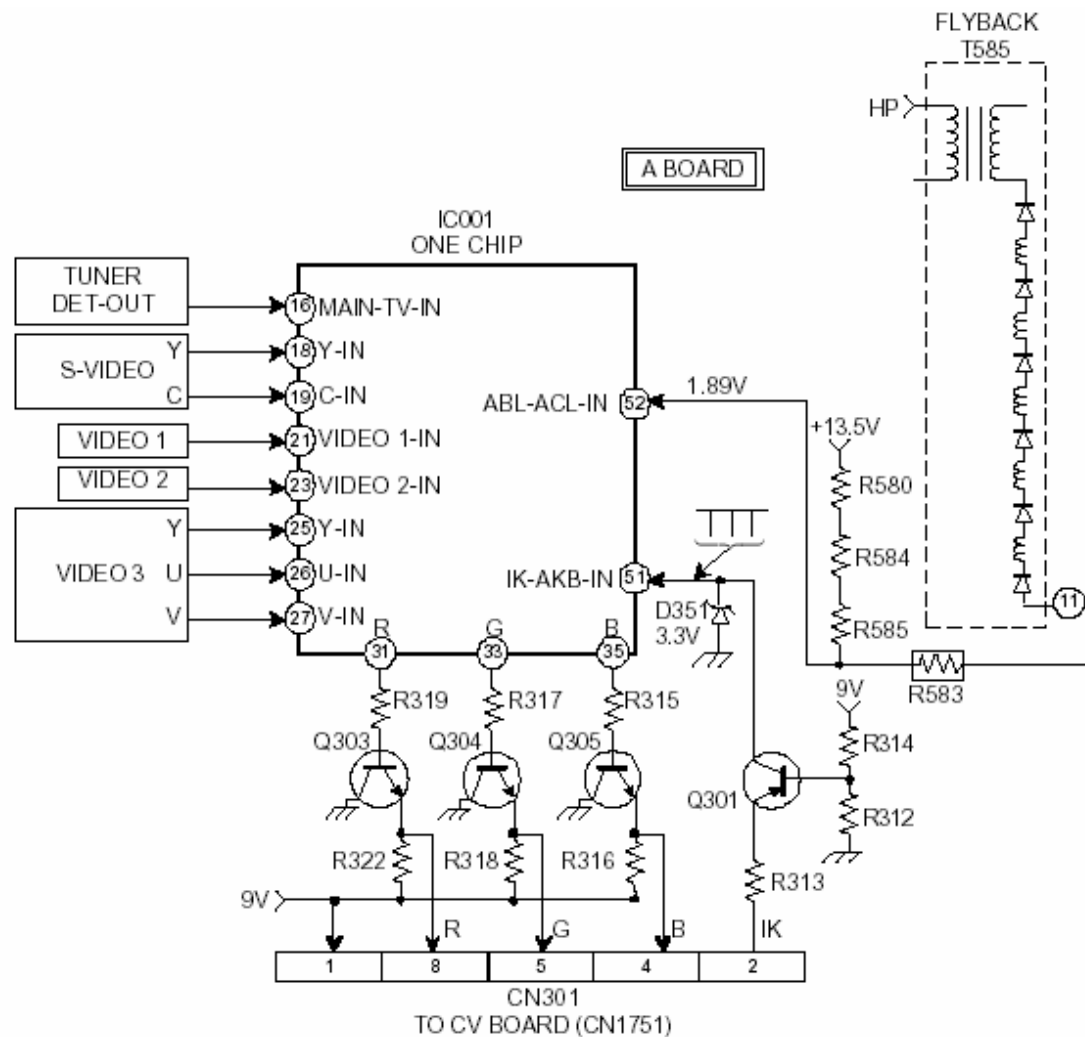 FLYBACK
T585
HP
A BOARD
IC001
ONE CHIP
TUNER
DET-OUT
16 MAIN-TV-IN
S-VIDEO
Y
18 Y-IN
C
19 C-IN
ABL-ACL-IN 52
1.89V
VIDEO 1
21 VIDEO 1-IN
+13.5V
VIDEO 2
23 VIDEO 2-IN
R580
VIDEO 3
Y
25 Y-IN
R584
U
26 U-IN
IK-AKB-IN 51
V
27 V-IN
D351
3.3V
R585
11
R
31
G
33
B
35
R583
9V
R319
R317
R315
R314
Q303
Q304
Q305
Q301
R312
R322
R318
R316
R313
9V
R
G
B
IK
1
8
5
4
2
CN301
TO CV BOARD (CN1751)